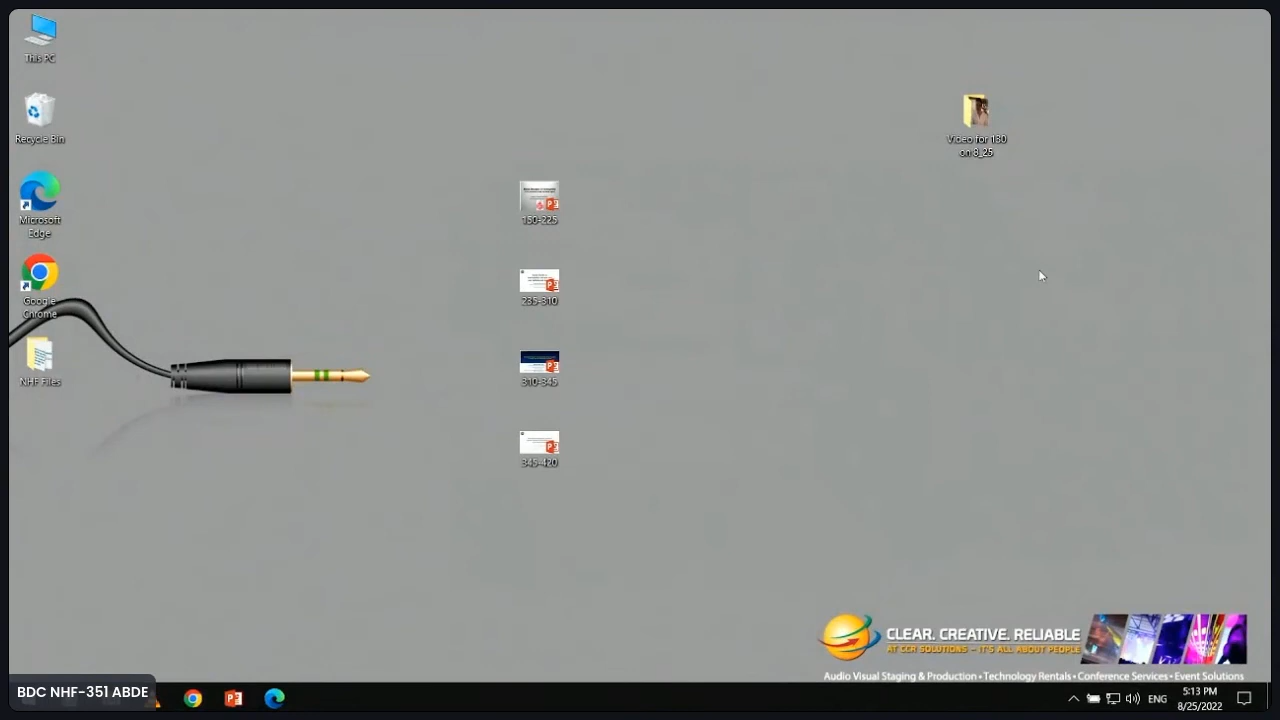 This PC
Recycle Bin
Microsoft
Edge
Google
Chrome
NHF Files
130-225
235-310
310-345
345-420
Video for 130
on 8_25
CLEAR. CREATIVE. RELIABLE
AT CCR SOLUTIONS – IT'S ALL ABOUT PEOPLE
Audio Visual Staging & Production • Technology Rentals • Conference Services • Event Solutions
BDC NHF-351 ABDE
ENG
5:13 PM
8/25/2022